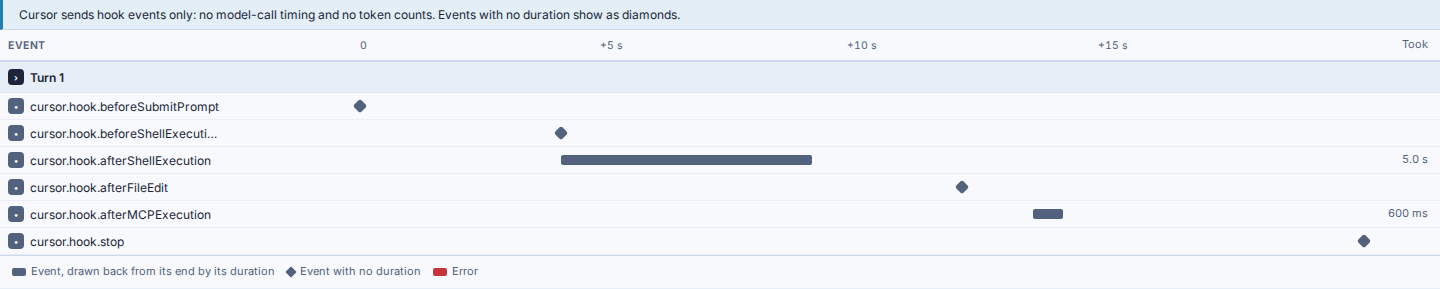 Cursor sends hook events only: no model-call timing and no token counts. Events with no duration show as diamonds.
EVENT 0 +5 s +10 s +15 s Took
Turn 1
cursor.hook.beforeSubmitPrompt
cursor.hook.beforeShellExecuti...
cursor.hook.afterShellExecution 5.0 s
cursor.hook.afterFileEdit
cursor.hook.afterMCPExecution 600 ms
cursor.hook.stop
Event, drawn back from its end by its duration Event with no duration Error